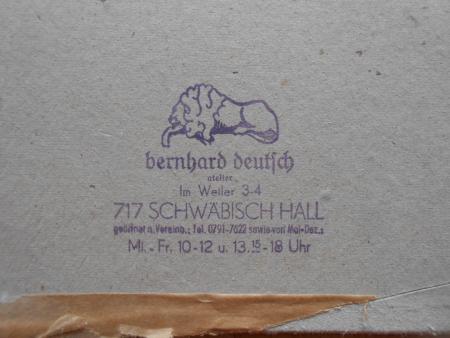 bernhard deutsch
atelier
Im Weiler 3-4
717 SCHWÄBISCH HALL
geöffnet n. Vereinb.; Tel. 0791-7622 sowie von Mai-Dez.:
Mi. - Fr. 10-12 u. 13.15-18 Uhr